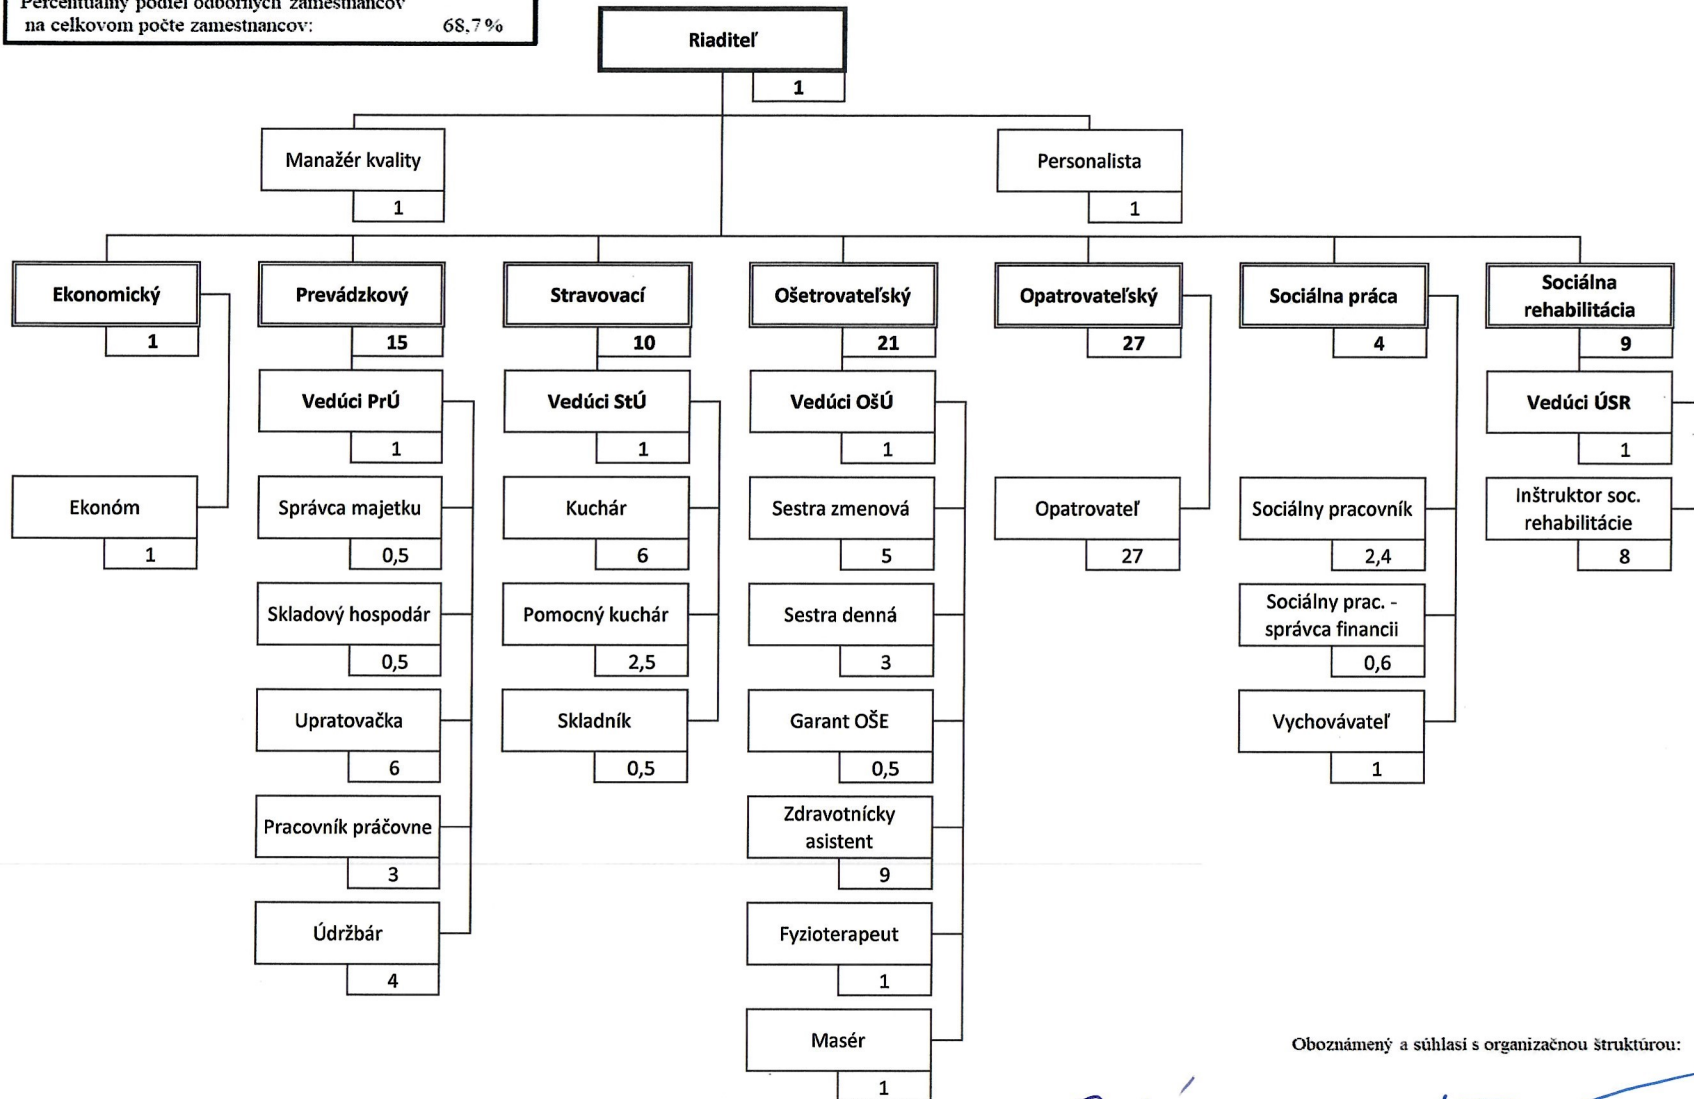 Percentuálny podiel odborných zamestnancov
na celkovom počte zamestnancov: 68,7%
Riaditeľ
1
Manažér kvality
1
Personalista
1
Ekonomický
1
Ekonóm
1
Prevádzkový
15
Vedúci PrÚ
1
Správca majetku
0,5
Skladový hospodár
0,5
Upratovačka
6
Pracovník práčovne
3
Údržbár
4
Stravovací
10
Vedúci StÚ
1
Kuchár
6
Pomocný kuchár
2,5
Skladník
0,5
Ošetrovateľský
21
Vedúci OšÚ
1
Sestra zmenová
5
Sestra denná
3
Garant OŠE
0,5
Zdravotnícky
asistent
9
Fyzioterapeut
1
Masér
1
Opatrovateľský
27
Opatrovateľ
27
Sociálna práca
4
Sociálny pracovník
2,4
Sociálny prac. -
správca financii
0,6
Vychovávateľ
1
Sociálna
rehabilitácia
9
Vedúci ÚSR
1
Inštruktor soc.
rehabilitácie
8
Oboznámený a súhlasí s organizačnou štruktúrou: